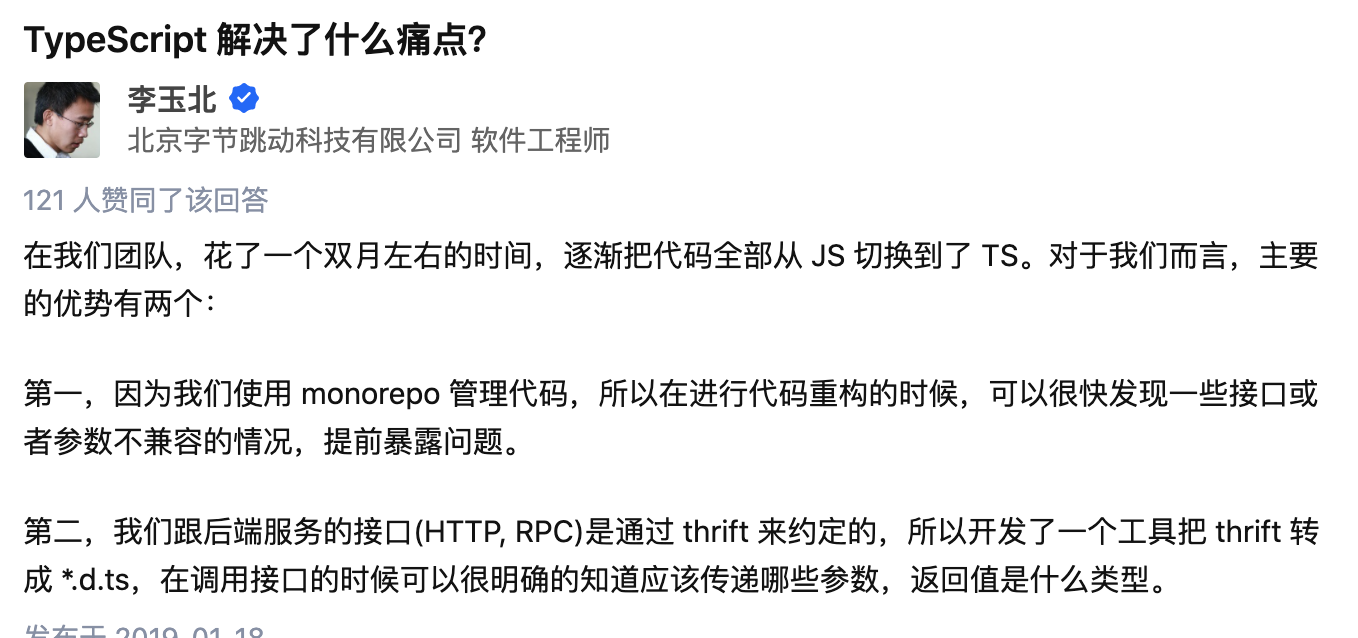 TypeScript 解决了什么痛点?
李玉北
北京字节跳动科技有限公司 软件工程师
121 人赞同了该回答
在我们团队，花了一个双月左右的时间，逐渐把代码全部从 JS 切换到了 TS。对于我们而言，主要
的优势有两个：
第一，因为我们使用 monorepo 管理代码，所以在进行代码重构的时候，可以很快发现一些接口或
者参数不兼容的情况，提前暴露问题。
第二，我们跟后端服务的接口(HTTP, RPC)是通过 thrift 来约定的，所以开发了一个工具把 thrift 转
成 *.d.ts，在调用接口的时候可以很明确的知道应该传递哪些参数，返回值是什么类型。
发布于 2019-01-18